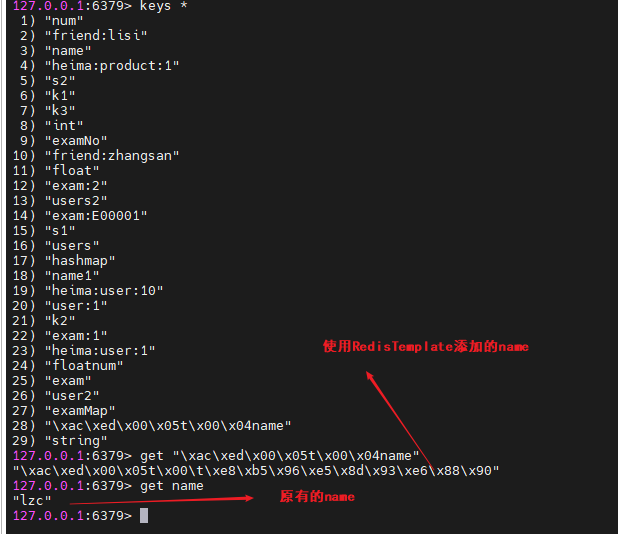 127.0.0.1:6379> keys *
1) "num"
2) "friend:lisi"
3) "name"
4) "heima:product:1"
5) "s2"
6) "k1"
7) "k3"
8) "int"
9) "examNo"
10) "friend:zhangsan"
11) "float"
12) "exam:2"
13) "users2"
14) "exam:E00001"
15) "s1"
16) "users"
17) "hashmap"
18) "name1"
19) "heima:user:10"
20) "user:1"
21) "k2"
22) "exam:1"
23) "heima:user:1"
使用RedisTemplate添加的name
24) "floatnum"
25) "exam"
26) "user2"
27) "examMap"
28) "\xac\xed\x00\x05t\x00\x04name"
29) "string"
127.0.0.1:6379> get "\xac\xed\x00\x05t\x00\x04name"
"\xac\xed\x00\x05t\x00\t\xe8\xb5\x96\xe5\x8d\x93\xe6\x88\x90"
127.0.0.1:6379> get name
"lzc"
原有的name
127.0.0.1:6379>